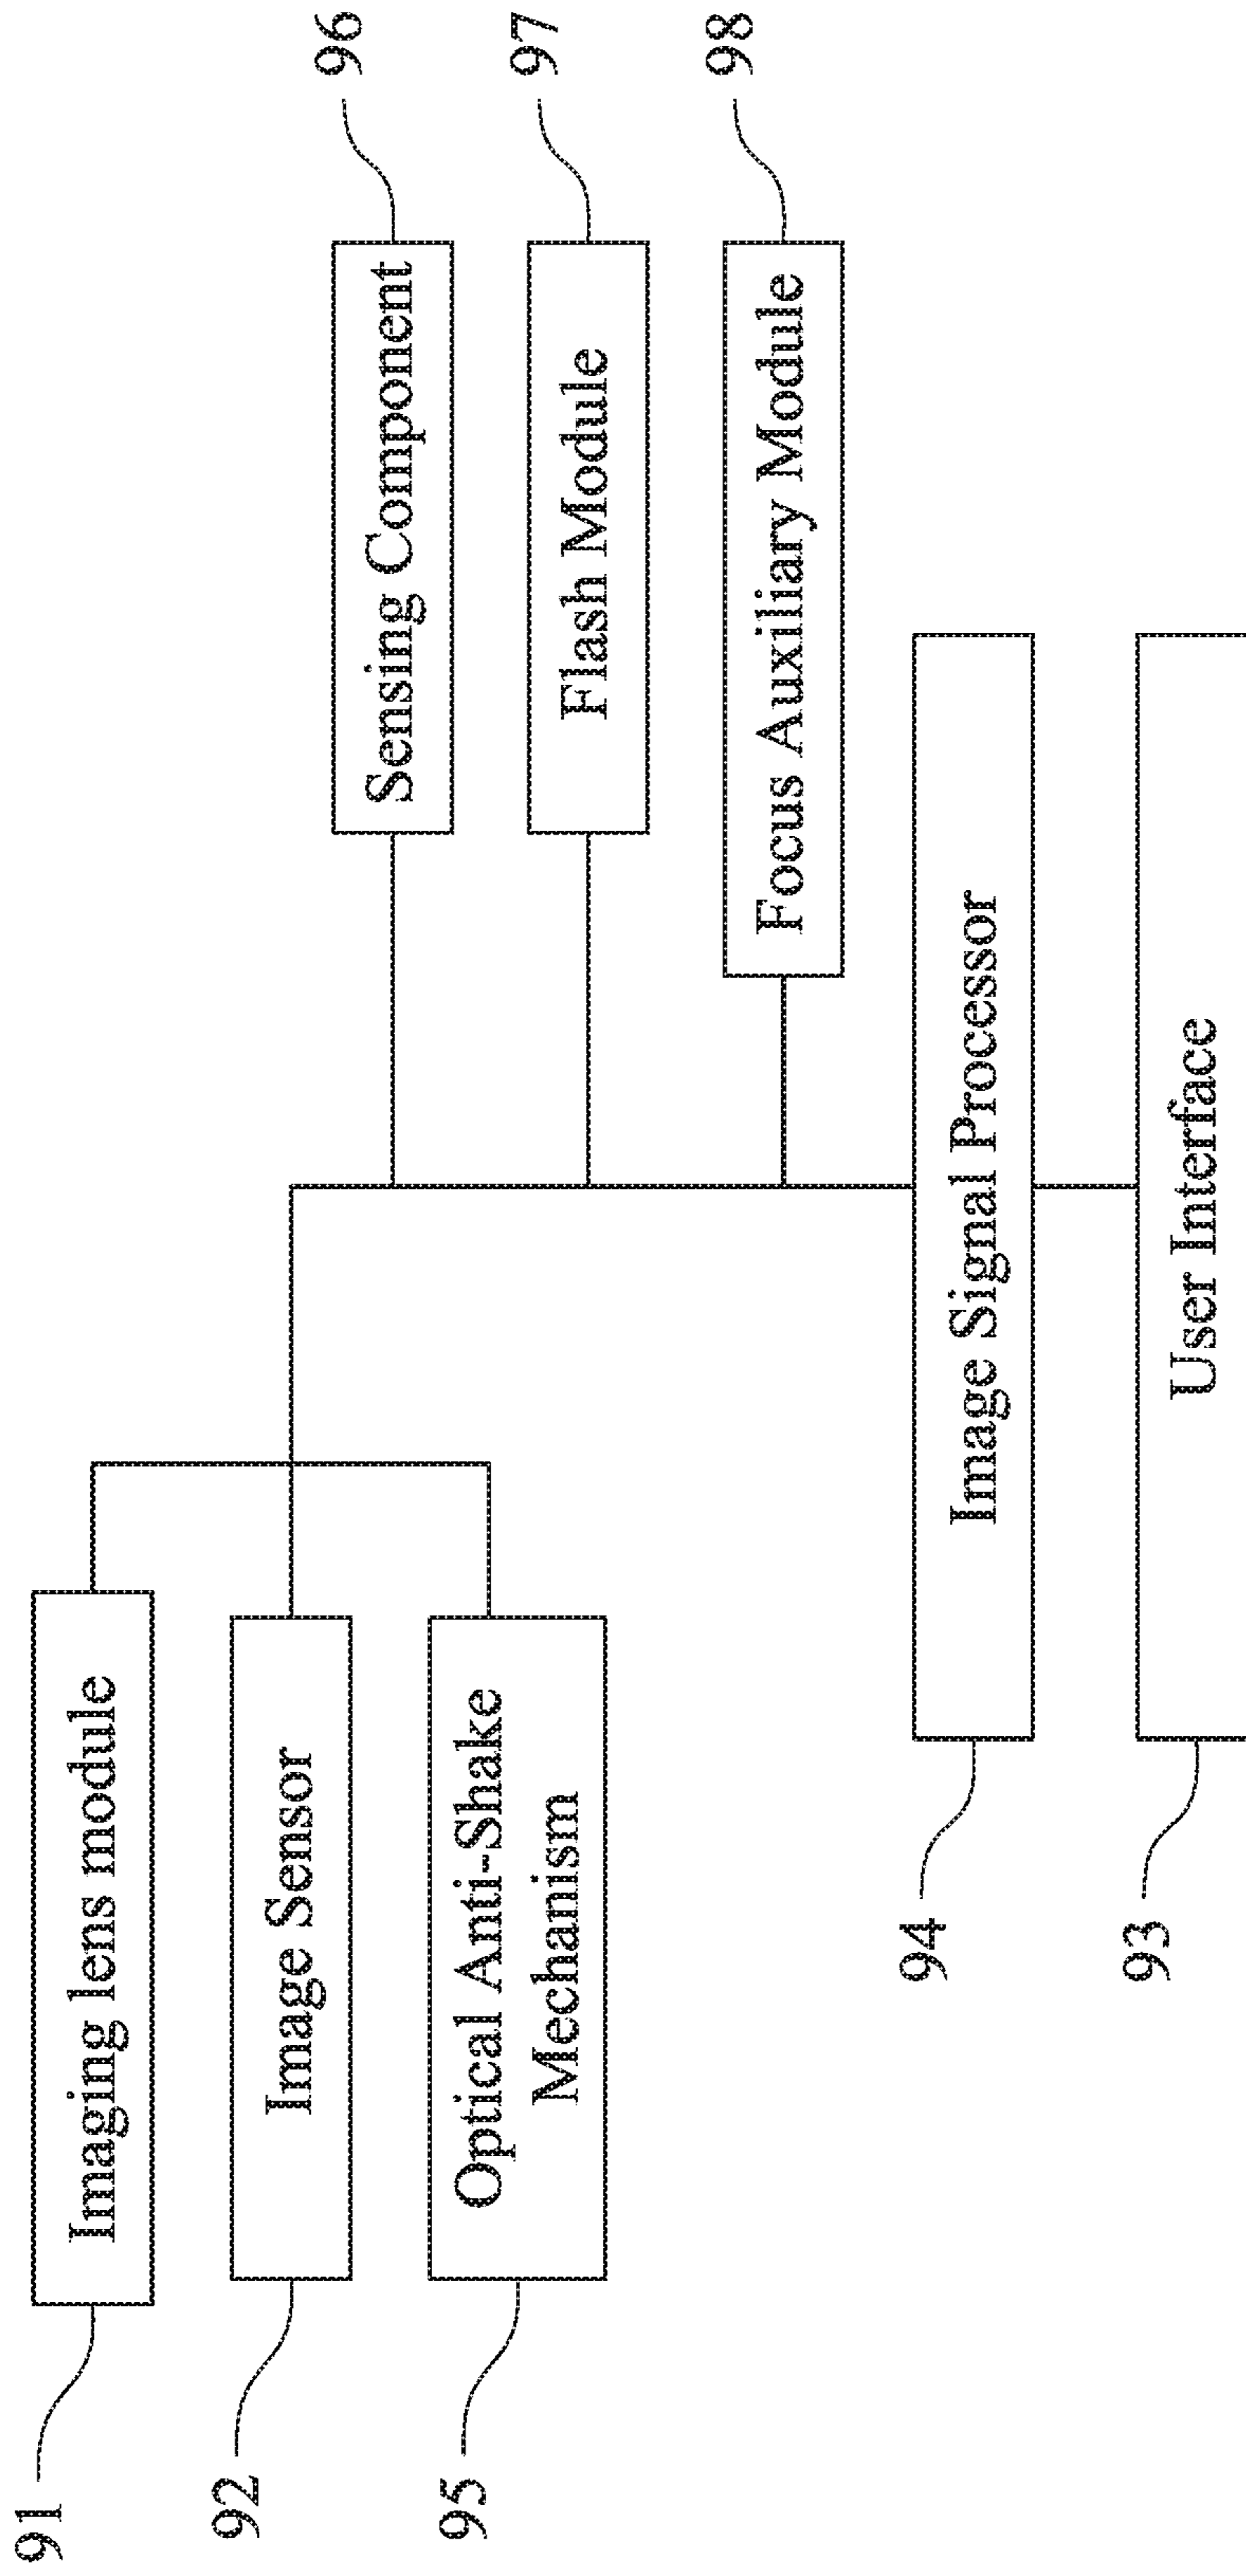 91
Imaging lens module
92
Image Sensor
95
Optical Anti-Shake
Mechanism
Sensing Component
96
Flash Module
97
Focus Auxiliary Module
98
94
Image Signal Processor
93
User Interface